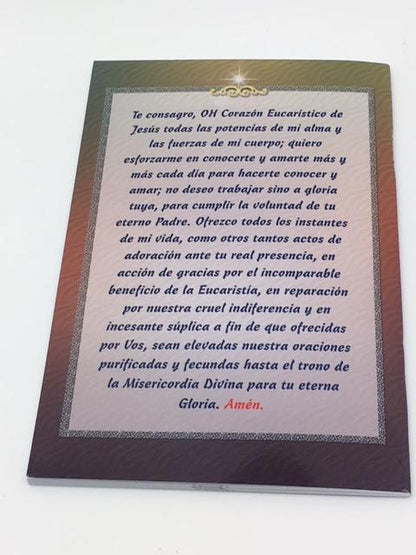 Te consagro, OH Corazón Eucarístico de
Jesús todas las potencias de mi alma y
las fuerzas de mi cuerpo; quiero
esforzarme en conocerte y amarte más y
más cada día para hacerte conocer y
amar; no deseo trabajar sino a gloria
tuya, para cumplir la voluntad de tu
eterno Padre. Ofrezco todos los instantes
de mi vida, como otros tantos actos de
adoración ante tu real presencia, en
acción de gracias por el incomparable
beneficio de la Eucaristía, en reparación
por nuestra cruel indiferencia y en
incesante súplica a fin de que ofrecidas
por Vos, sean elevadas nuestra oraciones
purificadas y fecundas hasta el trono de
la Misericordia Divina para tu eterna
Gloria. Amén.